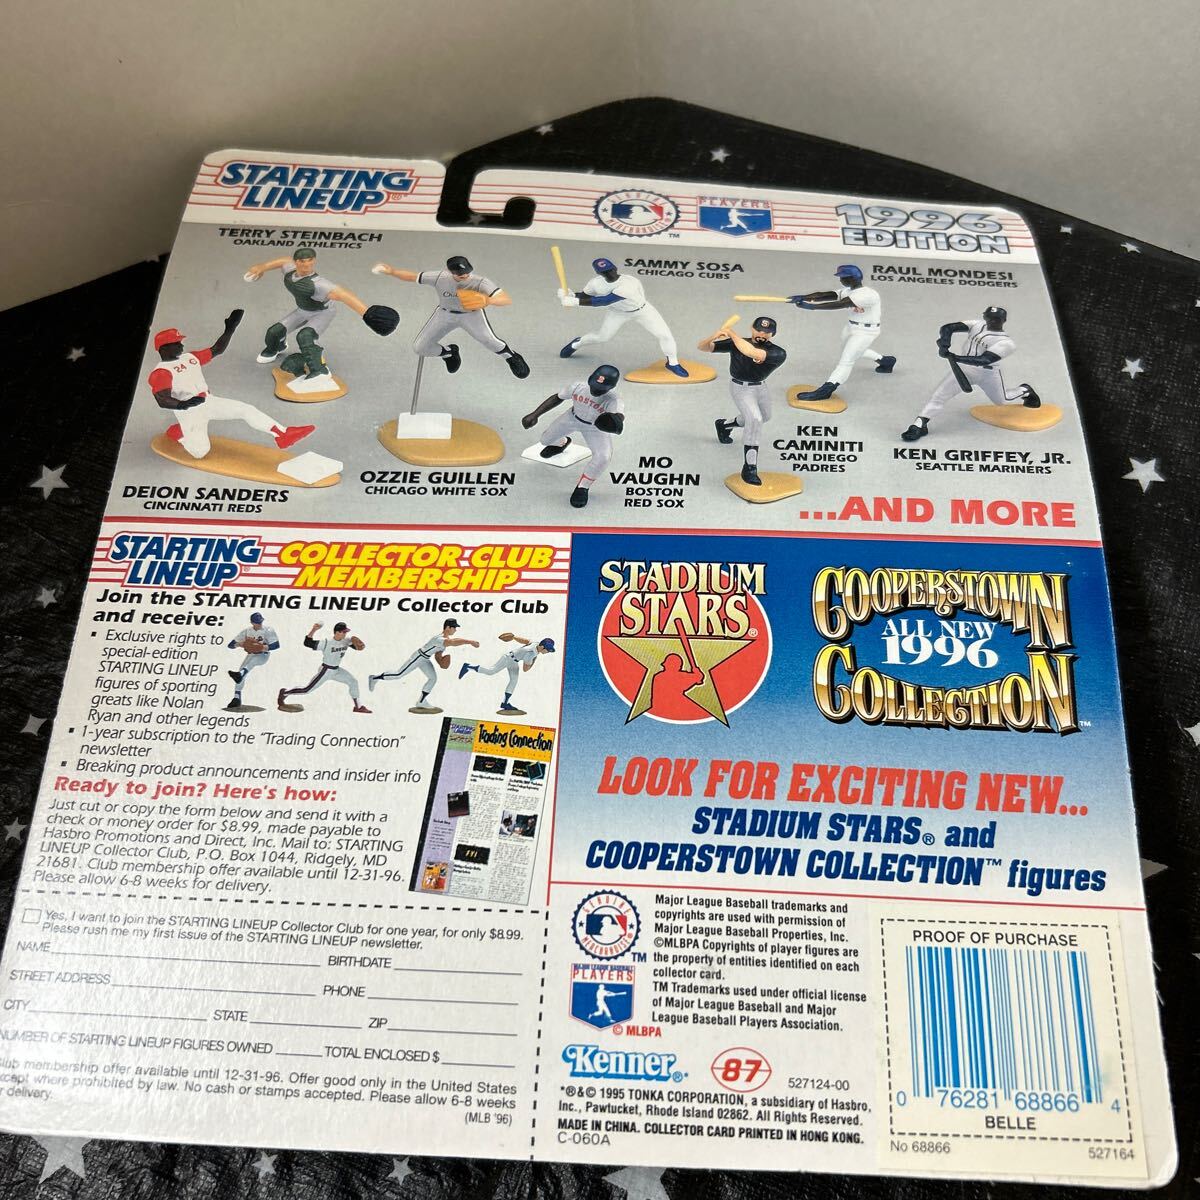 STARTING
LINEUP®
GENUINE
MERCHANDISE
TM
PLAYERS
© MLBPA
1996
EDITION
TERRY STEINBACH
OAKLAND ATHLETICS
SAMMY SOSA
CHICAGO CUBS
RAUL MONDESI
LOS ANGELES DODGERS
DEION SANDERS
CINCINNATI REDS
OZZIE GUILLEN
CHICAGO WHITE SOX
MO
VAUGHN
BOSTON
RED SOX
KEN
CAMINITI
SAN DIEGO
PADRES
KEN GRIFFEY, JR.
SEATTLE MARINERS
...AND MORE
STARTING
LINEUP®
COLLECTOR CLUB
MEMBERSHIP
Join the STARTING LINEUP Collector Club
and receive:
▪ Exclusive rights to
special-edition
STARTING LINEUP
figures of sporting
greats like Nolan
Ryan and other legends
▪ 1-year subscription to the "Trading Connection"
newsletter
▪ Breaking product announcements and insider info
Trading Connection
Ready to join? Here's how:
Just cut or copy the form below and send it with a
check or money order for $8.99, made payable to
Hasbro Promotions and Direct, Inc. Mail to: STARTING
LINEUP Collector Club, P.O. Box 1044, Ridgely, MD
21681. Club membership offer available until 12-31-96.
Please allow 6-8 weeks for delivery.
Yes, I want to join the STARTING LINEUP Collector Club for one year, for only $8.99.
Please rush me my first issue of the STARTING LINEUP newsletter.
NAME
BIRTHDATE
STREET ADDRESS
PHONE
CITY
STATE
ZIP
NUMBER OF STARTING LINEUP FIGURES OWNED
TOTAL ENCLOSED $
lub membership offer available until 12-31-96. Offer good only in the United States
xcept where prohibited by law. No cash or stamps accepted. Please allow 6-8 weeks
r delivery.
(MLB '96)
STADIUM
STARS®
COOPERSTOWN
ALL NEW
1996
COLLECTION™
LOOK FOR EXCITING NEW...
STADIUM STARS® and
COOPERSTOWN COLLECTION™ figures
GENUINE
MERCHANDISE
TM
MAJOR LEAGUE BASEBALL
PLAYERS
© MLBPA
Major League Baseball trademarks and
copyrights are used with permission of
Major League Baseball Properties, Inc.
©MLBPA Copyrights of player figures are
the property of entities identified on each
collector card.
TM Trademarks used under official license
of Major League Baseball and Major
League Baseball Players Association.
Kenner®
87
527124-00
*®&© 1995 TONKA CORPORATION, a subsidiary of Hasbro,
Inc., Pawtucket, Rhode Island 02862. All Rights Reserved.
MADE IN CHINA. COLLECTOR CARD PRINTED IN HONG KONG.
C-060A
PROOF OF PURCHASE
0 76281 68866 4
BELLE
No 68866
527164